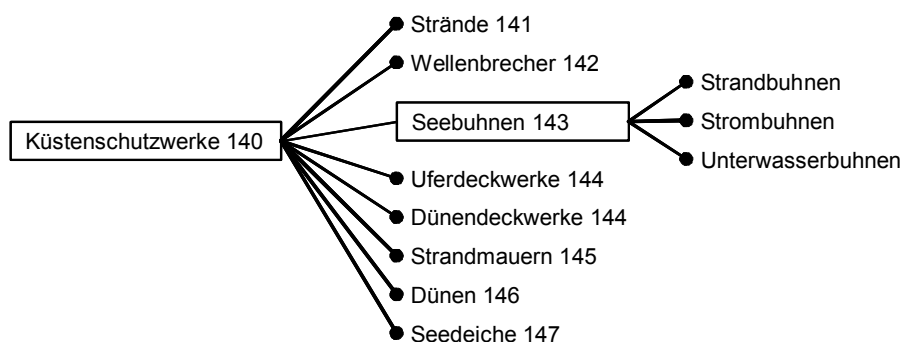 Strände 141
Wellenbrecher 142
Strandbuhnen
Küstenschutzwerke 140
Seebuhnen 143
Strombuhnen
Unterwasserbuhnen
Uferdeckwerke 144
Dünendeckwerke 144
Strandmauern 145
Dünen 146
Seedeiche 147